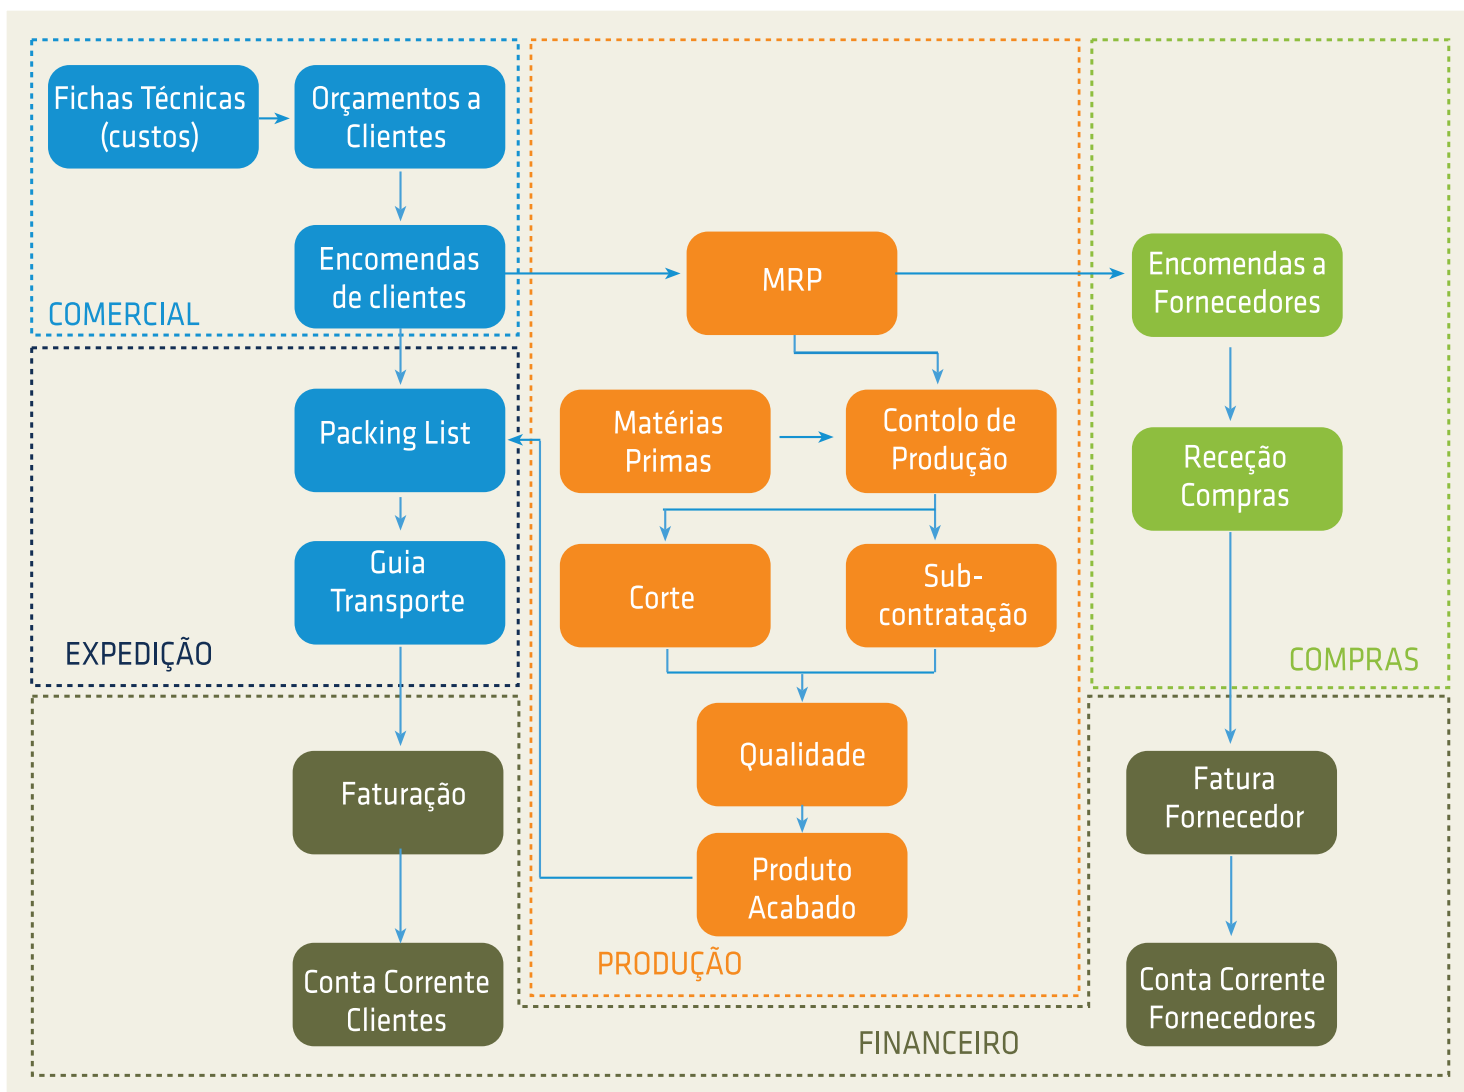 Fichas Técnicas
(custos)
Orçamentos a
Clientes
Encomendas
de clientes
COMERCIAL
Packing List
Guia
Transporte
EXPEDIÇÃO
MRP
Matérias
Primas
Contolo de
Produção
Corte
Sub-
contratação
Qualidade
Produto
Acabado
PRODUÇÃO
Encomendas a
Fornecedores
Receção
Compras
COMPRAS
Faturação
Conta Corrente
Clientes
Fatura
Fornecedor
Conta Corrente
Fornecedores
FINANCEIRO